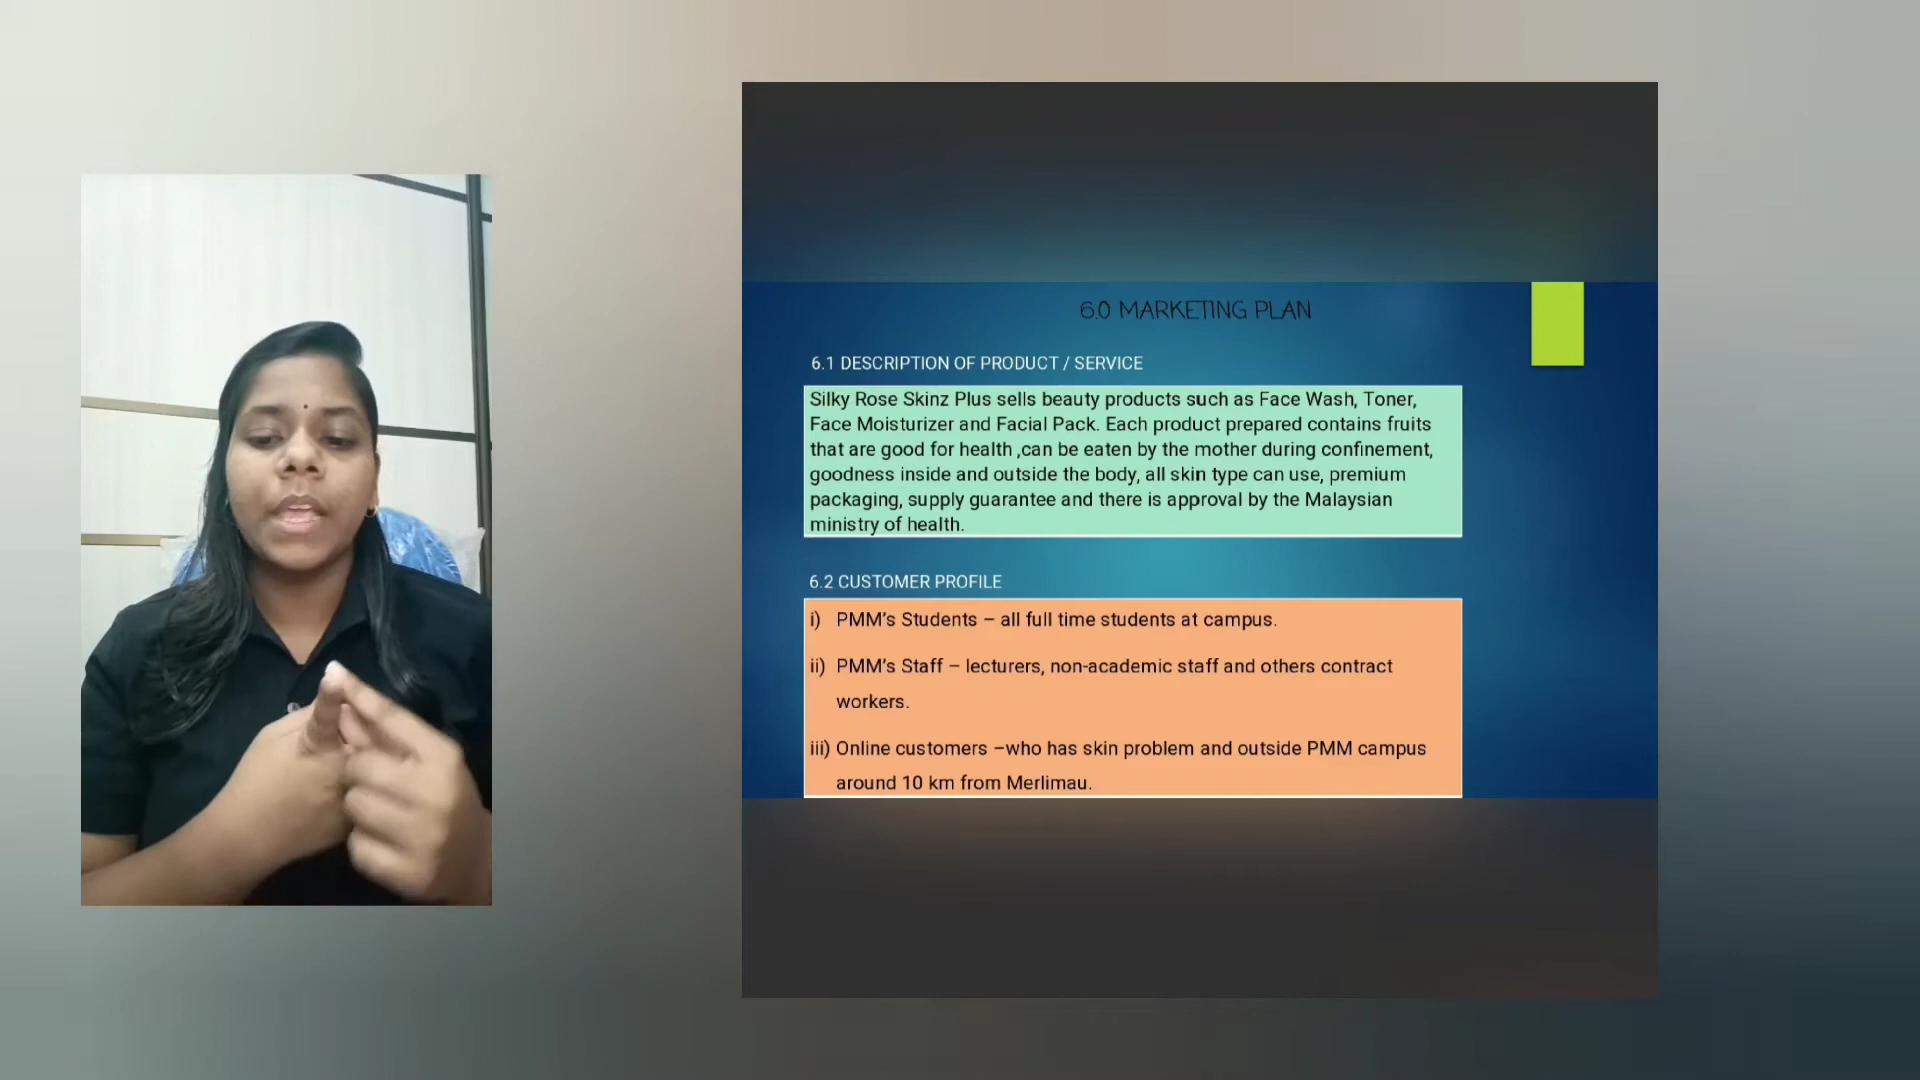 6.0 MARKETING PLAN
6.1 DESCRIPTION OF PRODUCT / SERVICE
Silky Rose Skinz Plus sells beauty products such as Face Wash, Toner,
Face Moisturizer and Facial Pack. Each product prepared contains fruits
that are good for health ,can be eaten by the mother during confinement,
goodness inside and outside the body, all skin type can use, premium
packaging, supply guarantee and there is approval by the Malaysian
ministry of health.
6.2 CUSTOMER PROFILE
i) PMM’s Students – all full time students at campus.
ii) PMM’s Staff – lecturers, non-academic staff and others contract
workers.
iii) Online customers –who has skin problem and outside PMM campus
around 10 km from Merlimau.